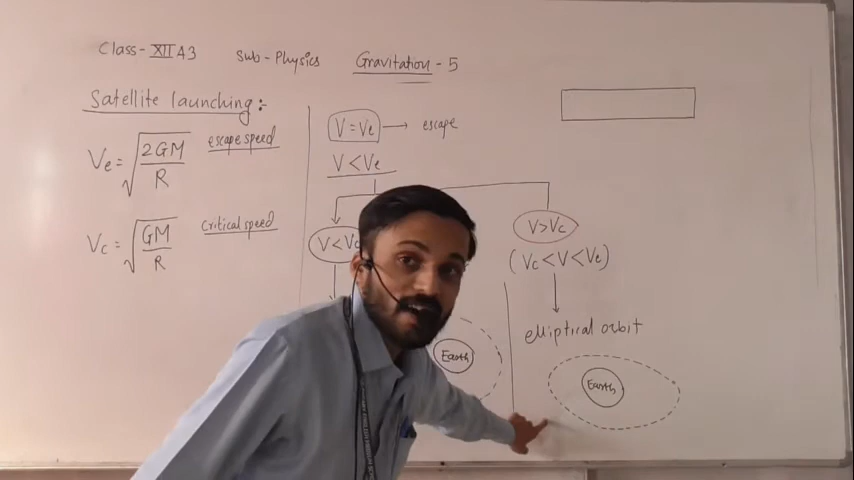 Class-XII A3 Sub-Physics Gravitation-5
Satellite launching:-
Ve = √2GM/R escape speed
Vc = √GM/R critical speed
V=Ve → escape
V<Ve
V<Vc
V>Vc
(Vc<V<Ve)
elliptical orbit
Earth
Earth